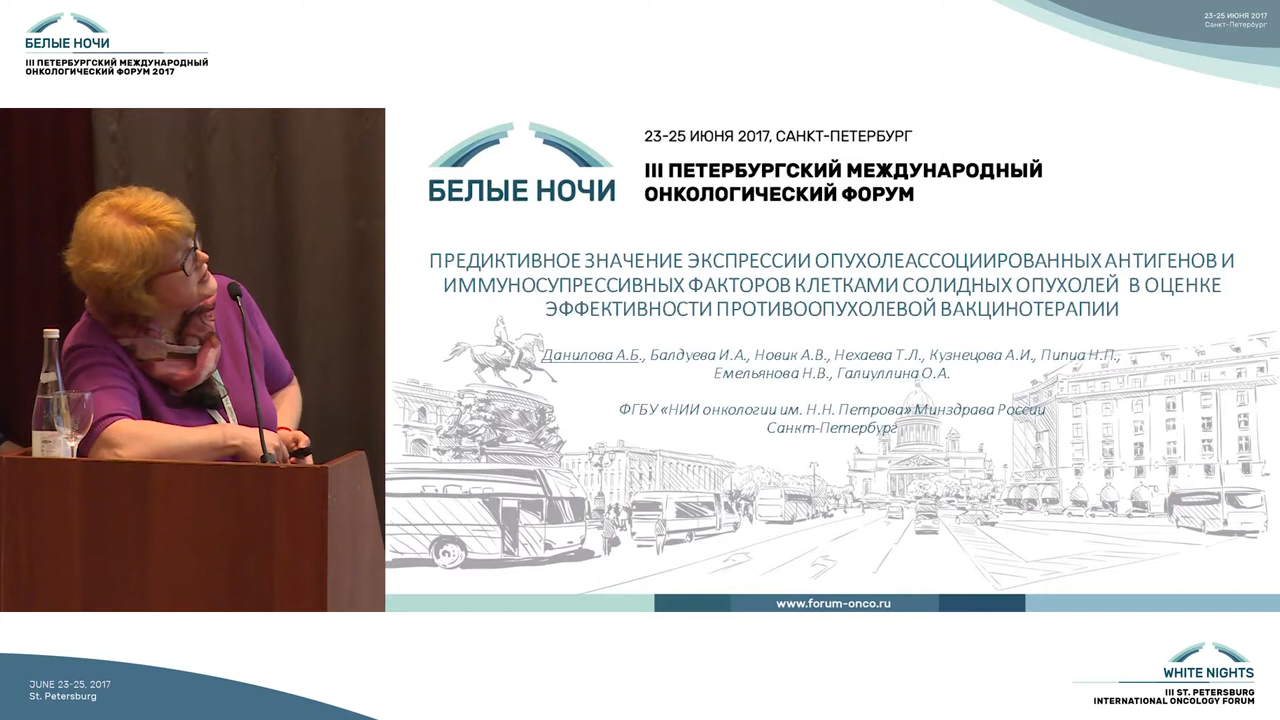 БЕЛЫЕ НОЧИ
III ПЕТЕРБУРГСКИЙ МЕЖДУНАРОДНЫЙ
ОНКОЛОГИЧЕСКИЙ ФОРУМ 2017
23-25 ИЮНЯ 2017
Санкт-Петербург
БЕЛЫЕ НОЧИ
23-25 ИЮНЯ 2017, САНКТ-ПЕТЕРБУРГ
III ПЕТЕРБУРГСКИЙ МЕЖДУНАРОДНЫЙ
ОНКОЛОГИЧЕСКИЙ ФОРУМ
ПРЕДИКТИВНОЕ ЗНАЧЕНИЕ ЭКСПРЕССИИ ОПУХОЛЕАССОЦИИРОВАННЫХ АНТИГЕНОВ И
ИММУНОСУПРЕССИВНЫХ ФАКТОРОВ КЛЕТКАМИ СОЛИДНЫХ ОПУХОЛЕЙ В ОЦЕНКЕ
ЭФФЕКТИВНОСТИ ПРОТИВООПУХОЛЕВОЙ ВАКЦИНОТЕРАПИИ
Данилова А.Б., Балдуева И.А., Новик А.В., Нехаева Т.Л., Кузнецова А.И., Пипиа Н.П.,
Емельянова Н.В., Галиуллина О.А.
ФГБУ «НИИ онкологии им. Н.Н. Петрова» Минздрава России
Санкт-Петербург
www.forum-onco.ru
JUNE 23-25, 2017
St. Petersburg
WHITE NIGHTS
III ST. PETERSBURG
INTERNATIONAL ONCOLOGY FORUM